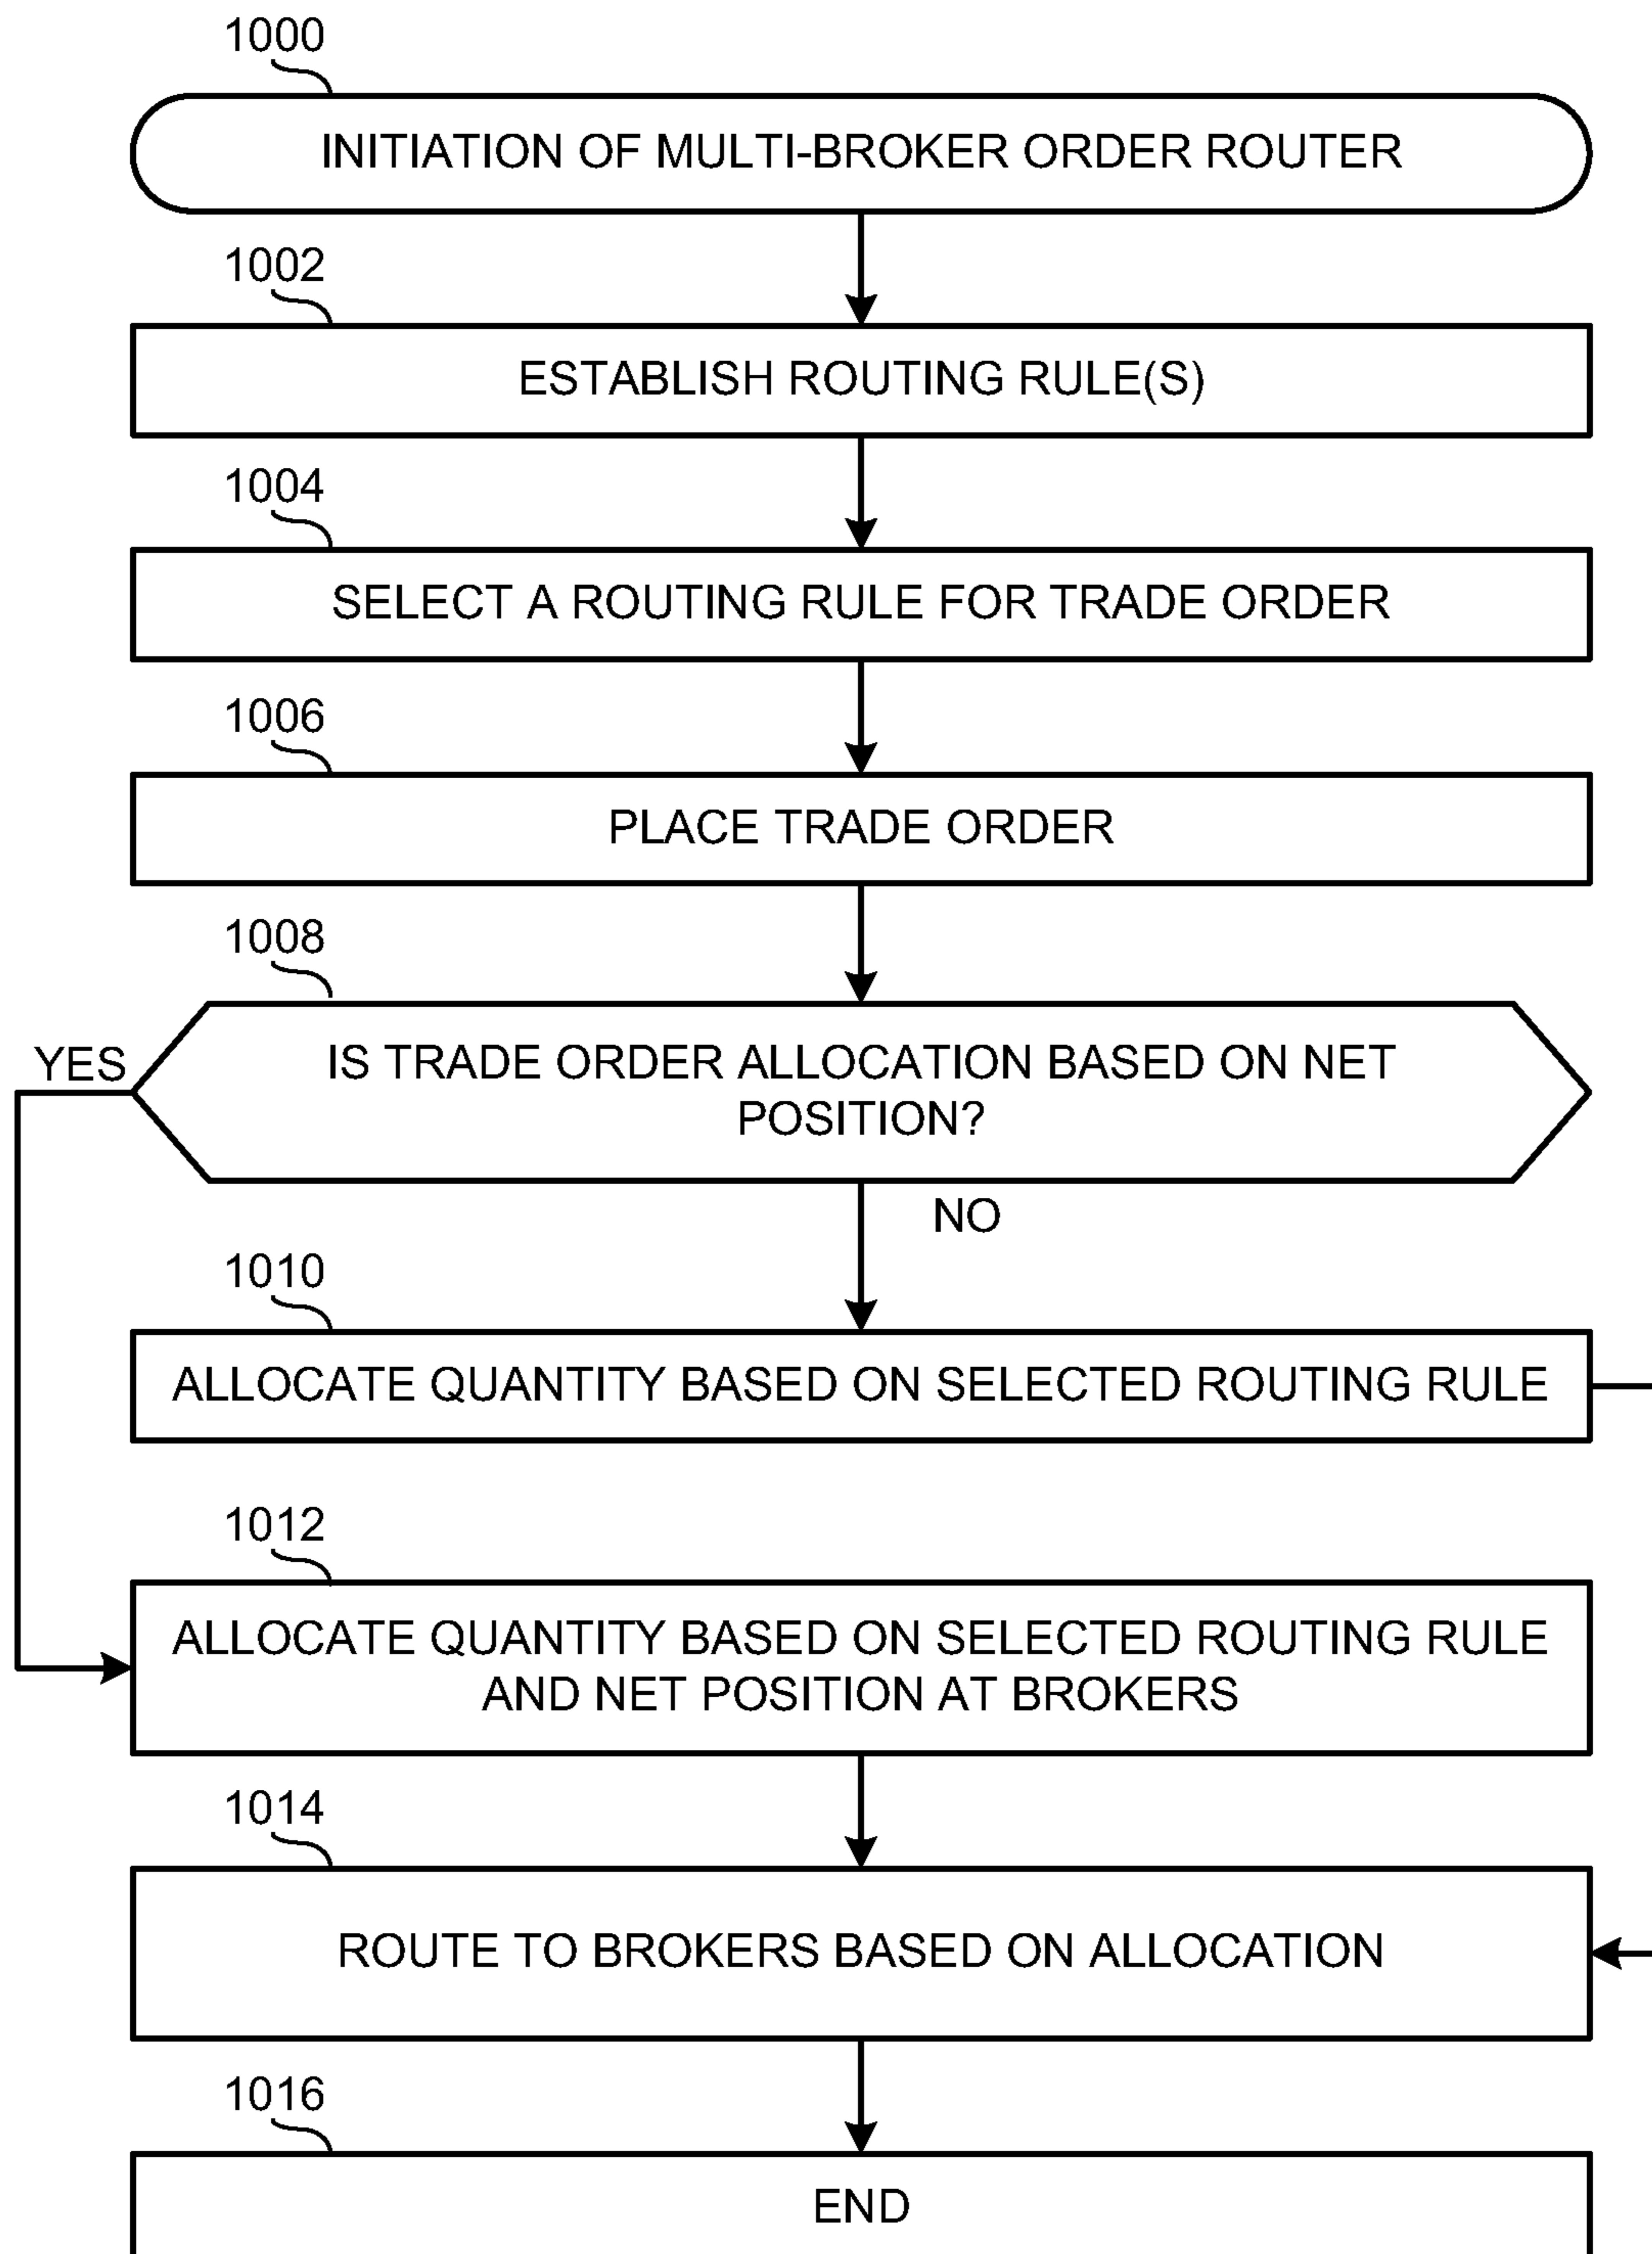 1000
INITIATION OF MULTI-BROKER ORDER ROUTER
1002
ESTABLISH ROUTING RULE(S)
1004
SELECT A ROUTING RULE FOR TRADE ORDER
1006
PLACE TRADE ORDER
1008
YES
IS TRADE ORDER ALLOCATION BASED ON NET
POSITION?
NO
1010
ALLOCATE QUANTITY BASED ON SELECTED ROUTING RULE
1012
ALLOCATE QUANTITY BASED ON SELECTED ROUTING RULE
AND NET POSITION AT BROKERS
1014
ROUTE TO BROKERS BASED ON ALLOCATION
1016
END